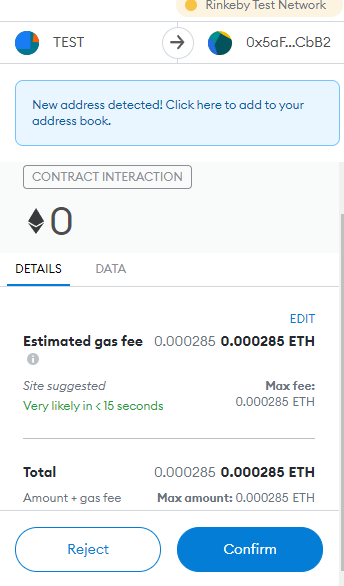 Rinkeby Test Network
TEST
0x5aF...CbB2
New address detected! Click here to add to your
address book.
CONTRACT INTERACTION
0
DETAILS
DATA
EDIT
Estimated gas fee 0.000285 0.000285 ETH
Site suggested Max fee:
Very likely in < 15 seconds 0.000285 ETH
Total 0.000285 0.000285 ETH
Amount + gas fee Max amount: 0.000285 ETH
Reject
Confirm